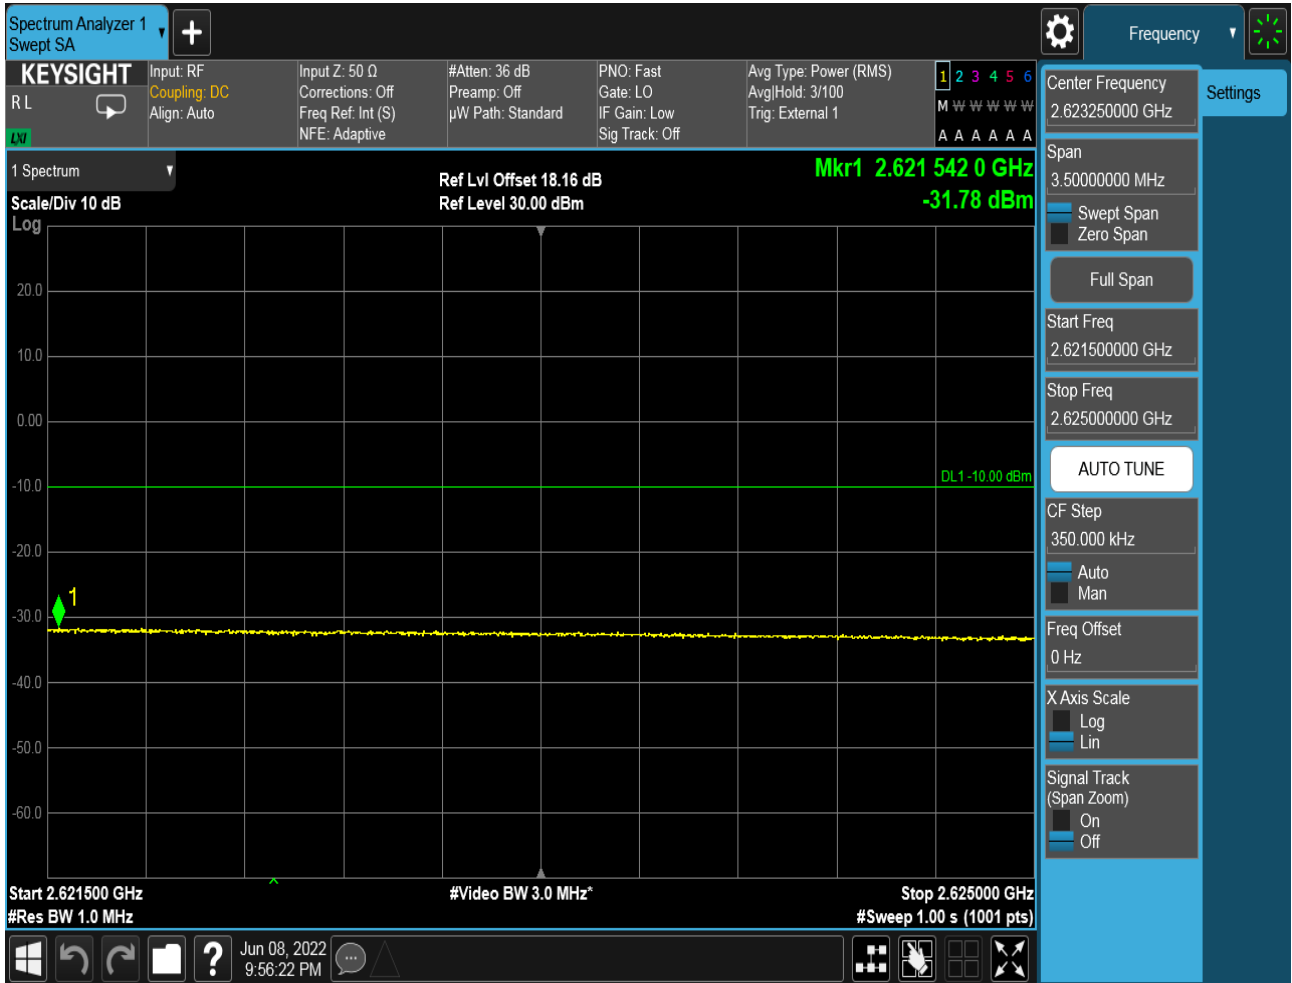 Spectrum Analyzer 1
Swept SA
Frequency
KEYSIGHT
R L
LXI
Input: RF
Coupling: DC
Align: Auto
Input Z: 50 Ω
Corrections: Off
Freq Ref: Int (S)
NFE: Adaptive
#Atten: 36 dB
Preamp: Off
µW Path: Standard
PNO: Fast
Gate: LO
IF Gain: Low
Sig Track: Off
Avg Type: Power (RMS)
Avg|Hold: 3/100
Trig: External 1
1 2 3 4 5 6
M W W W W W
A A A A A A
1 Spectrum
Scale/Div 10 dB
Log
Ref Lvl Offset 18.16 dB
Ref Level 30.00 dBm
Mkr1 2.621 542 0 GHz
-31.78 dBm
20.0
10.0
0.00
-10.0
-20.0
-30.0
-40.0
-50.0
-60.0
DL1 -10.00 dBm
1
Start 2.621500 GHz
#Res BW 1.0 MHz
#Video BW 3.0 MHz*
Stop 2.625000 GHz
#Sweep 1.00 s (1001 pts)
Jun 08, 2022
9:56:22 PM
?
Center Frequency
2.623250000 GHz
Span
3.50000000 MHz
Swept Span
Zero Span
Full Span
Start Freq
2.621500000 GHz
Stop Freq
2.625000000 GHz
AUTO TUNE
CF Step
350.000 kHz
Auto
Man
Freq Offset
0 Hz
X Axis Scale
Log
Lin
Signal Track
(Span Zoom)
On
Off
Settings